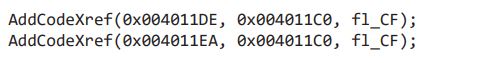 AddCodeXref(0x004011DE, 0x004011C0, fl_CF);
AddCodeXref(0x004011EA, 0x004011C0, fl_CF);